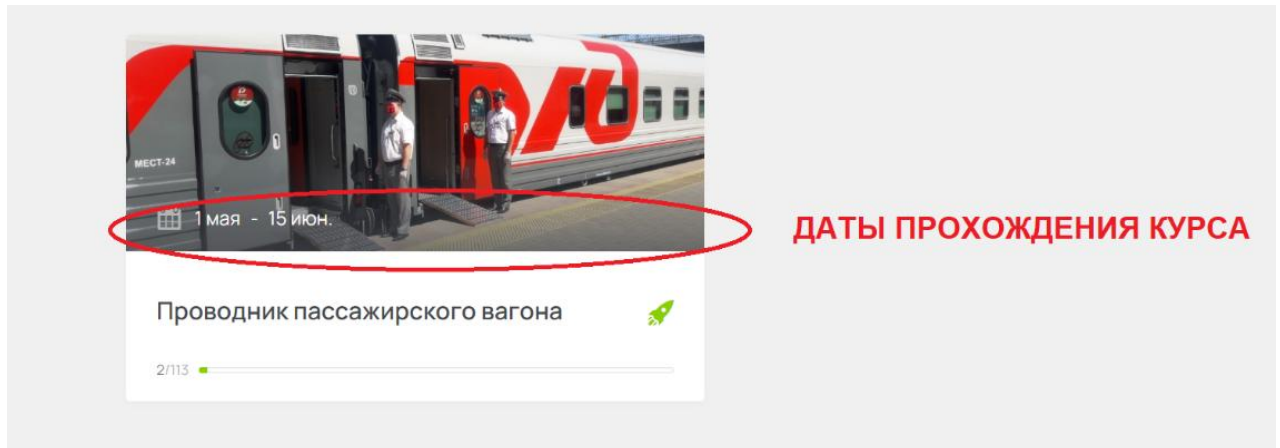 МЕСТ-24
1 мая - 15 июн.
ДАТЫ ПРОХОЖДЕНИЯ КУРСА
Проводник пассажирского вагона
2/113